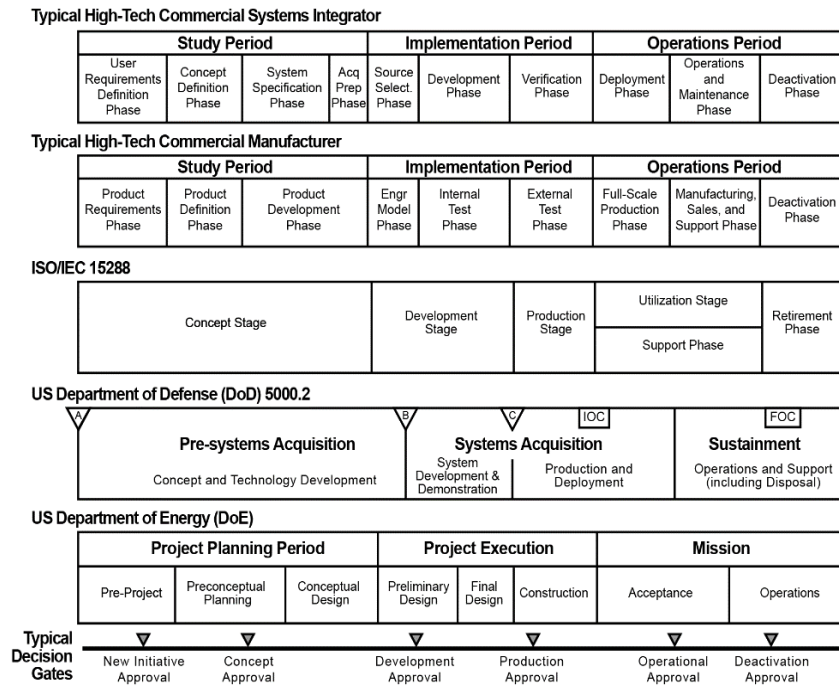 Typical High-Tech Commercial Systems Integrator
Study Period Implementation Period Operations Period
User Requirements Definition Phase
Concept Definition Phase
System Specification Phase
Acq Prep Phase
Source Select. Phase
Development Phase
Verification Phase
Deployment Phase
Operations and Maintenance Phase
Deactivation Phase
Typical High-Tech Commercial Manufacturer
Study Period Implementation Period Operations Period
Product Requirements Phase
Product Definition Phase
Product Development Phase
Engr Model Phase
Internal Test Phase
External Test Phase
Full-Scale Production Phase
Manufacturing, Sales, and Support Phase
Deactivation Phase
ISO/IEC 15288
Concept Stage
Development Stage
Production Stage
Utilization Stage
Support Phase
Retirement Phase
US Department of Defense (DoD) 5000.2
A B C IOC FOC
Pre-systems Acquisition Systems Acquisition Sustainment
Concept and Technology Development
System Development & Demonstration
Production and Deployment
Operations and Support (including Disposal)
US Department of Energy (DoE)
Project Planning Period Project Execution Mission
Pre-Project
Preconceptual Planning
Conceptual Design
Preliminary Design
Final Design
Construction
Acceptance
Operations
Typical Decision Gates
New Initiative Approval
Concept Approval
Development Approval
Production Approval
Operational Approval
Deactivation Approval